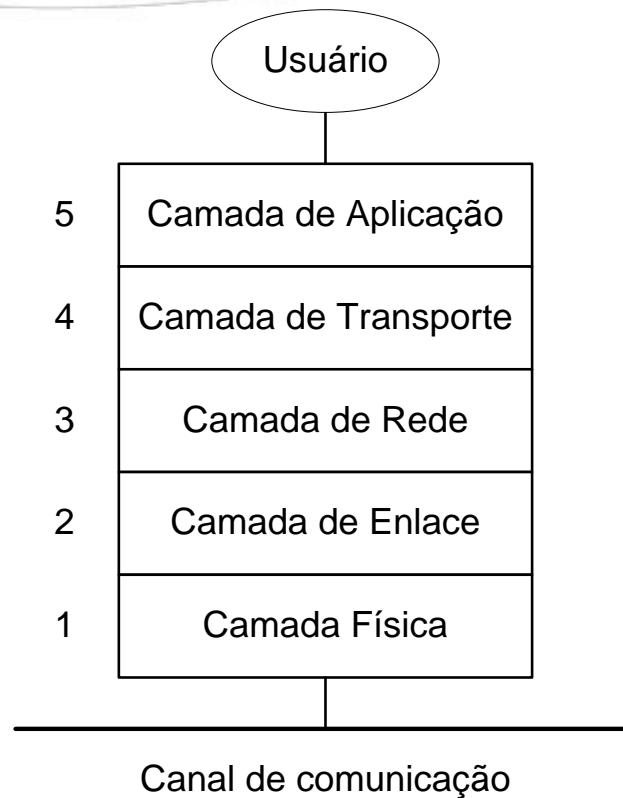 Usuário
5 Camada de Aplicação
4 Camada de Transporte
3 Camada de Rede
2 Camada de Enlace
1 Camada Física
Canal de comunicação